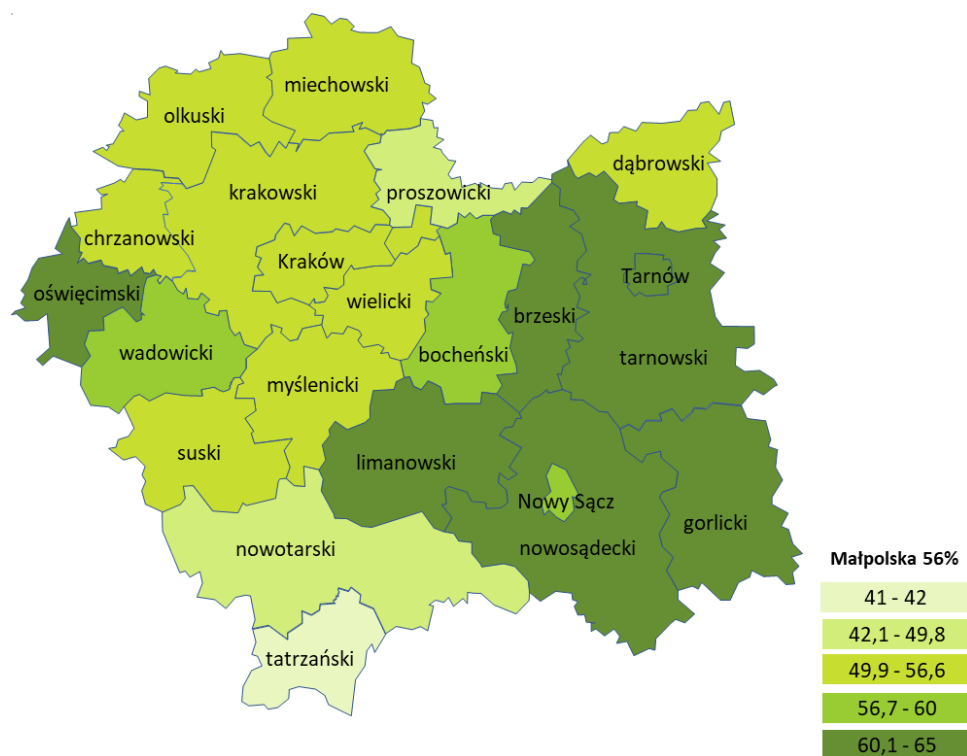 miechowski
olkuski
dąbrowski
krakowski
proszowicki
chrzanowski
Kraków
Tarnów
oświęcimski
wielicki
brzeski
wadowicki
bocheński
tarnowski
myślenicki
suski
limanowski
Nowy Sącz
gorlicki
nowotarski
nowosądecki
tatrzański
Małpolska 56%
41 - 42
42,1 - 49,8
49,9 - 56,6
56,7 - 60
60,1 - 65